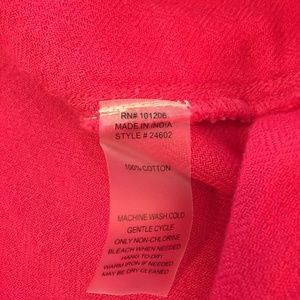 RN# 101206
MADE IN INDIA
STYLE # 24602
100% COTTON
MACHINE WASH COLD
GENTLE CYCLE
ONLY NON-CHLORINE
BLEACH WHEN NEEDED
HANG TO DRY
WARM IRON IF NEEDED
MAY BE DRY CLEANED